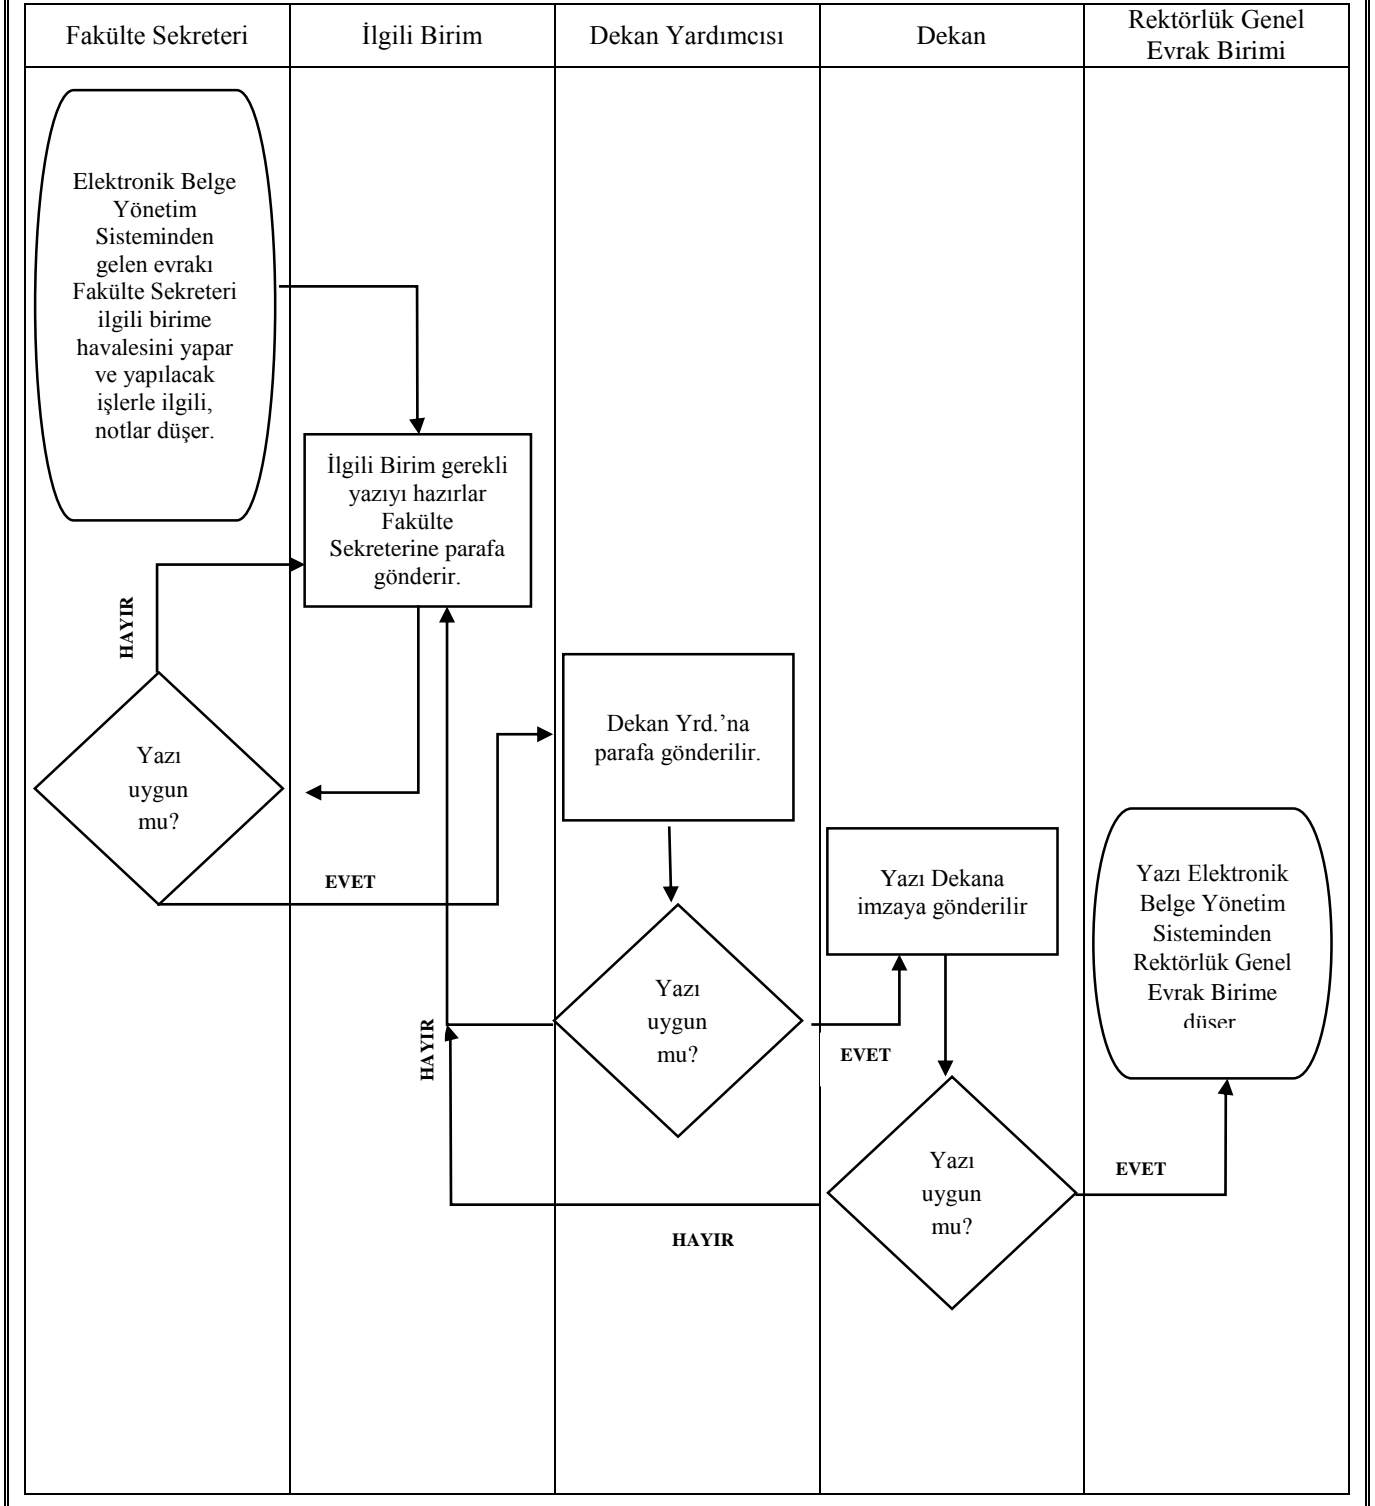 Fakülte Sekreteri
İlgili Birim
Dekan Yardımcısı
Dekan
Rektörlük Genel
Evrak Birimi
Elektronik Belge
Yönetim
Sisteminden
gelen evrakı
Fakülte Sekreteri
ilgili birime
havalesini yapar
ve yapılacak
işlerle ilgili,
notlar düşer.
İlgili Birim gerekli
yazıyı hazırlar
Fakülte
Sekreterine parafa
gönderir.
HAYIR
Yazı
uygun
mu?
EVET
Dekan Yrd.’na
parafa gönderilir.
Yazı
uygun
mu?
HAYIR
EVET
Yazı Dekana
imzaya gönderilir
Yazı
uygun
mu?
HAYIR
EVET
Yazı Elektronik
Belge Yönetim
Sisteminden
Rektörlük Genel
Evrak Birime
düşer